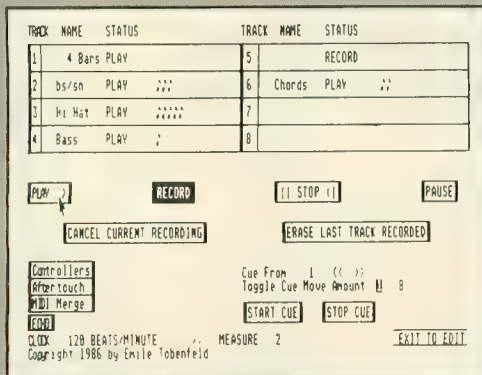 TRACK NAME STATUS TRACK NAME STATUS
1 4 Bars PLAY 5 RECORD
2 bs/sn PLAY 6 Chords PLAY
3 Hi Hat PLAY 7
4 Bass PLAY 8
PLAY > RECORD || STOP || PAUSE
CANCEL CURRENT RECORDING ERASE LAST TRACK RECORDED
Controllers
Aftertouch
MIDI Merge
ECHO
Cue From 1 << >>
Toggle Cue Move Amount 8
START CUE STOP CUE
CLOCK 120 BEATS/MINUTE MEASURE 2 EXIT TO EDIT
Copyright 1986 by Emile Tobenfeld